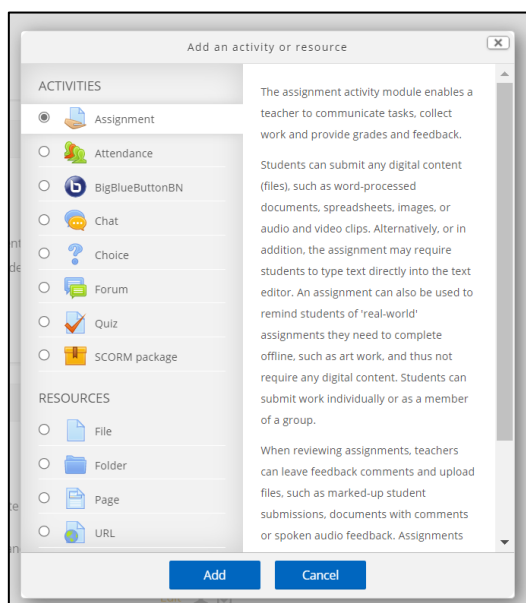 Add an activity or resource
ACTIVITIES
Assignment
Attendance
BigBlueButtonBN
Chat
Choice
Forum
Quiz
SCORM package
RESOURCES
File
Folder
Page
URL
The assignment activity module enables a
teacher to communicate tasks, collect
work and provide grades and feedback.
Students can submit any digital content
(files), such as word-processed
documents, spreadsheets, images, or
audio and video clips. Alternatively, or in
addition, the assignment may require
students to type text directly into the text
editor. An assignment can also be used to
remind students of 'real-world'
assignments they need to complete
offline, such as art work, and thus not
require any digital content. Students can
submit work individually or as a member
of a group.
When reviewing assignments, teachers
can leave feedback comments and upload
files, such as marked-up student
submissions, documents with comments
or spoken audio feedback. Assignments
Add
Cancel